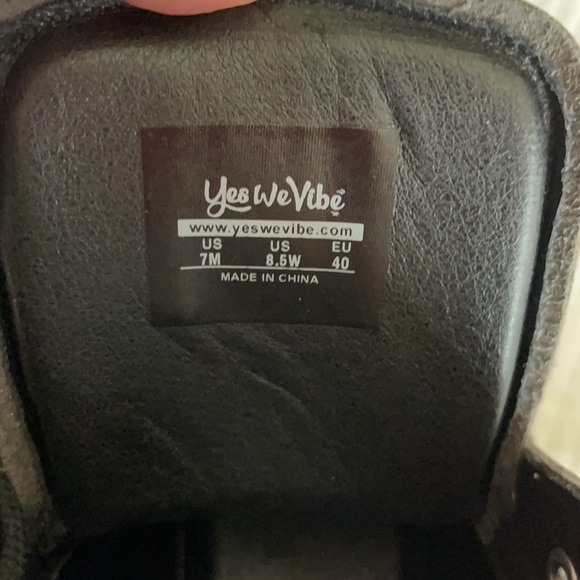 Yes We Vibe
www.yeswevibe.com
US US EU
7M 8.5W 40
MADE IN CHINA